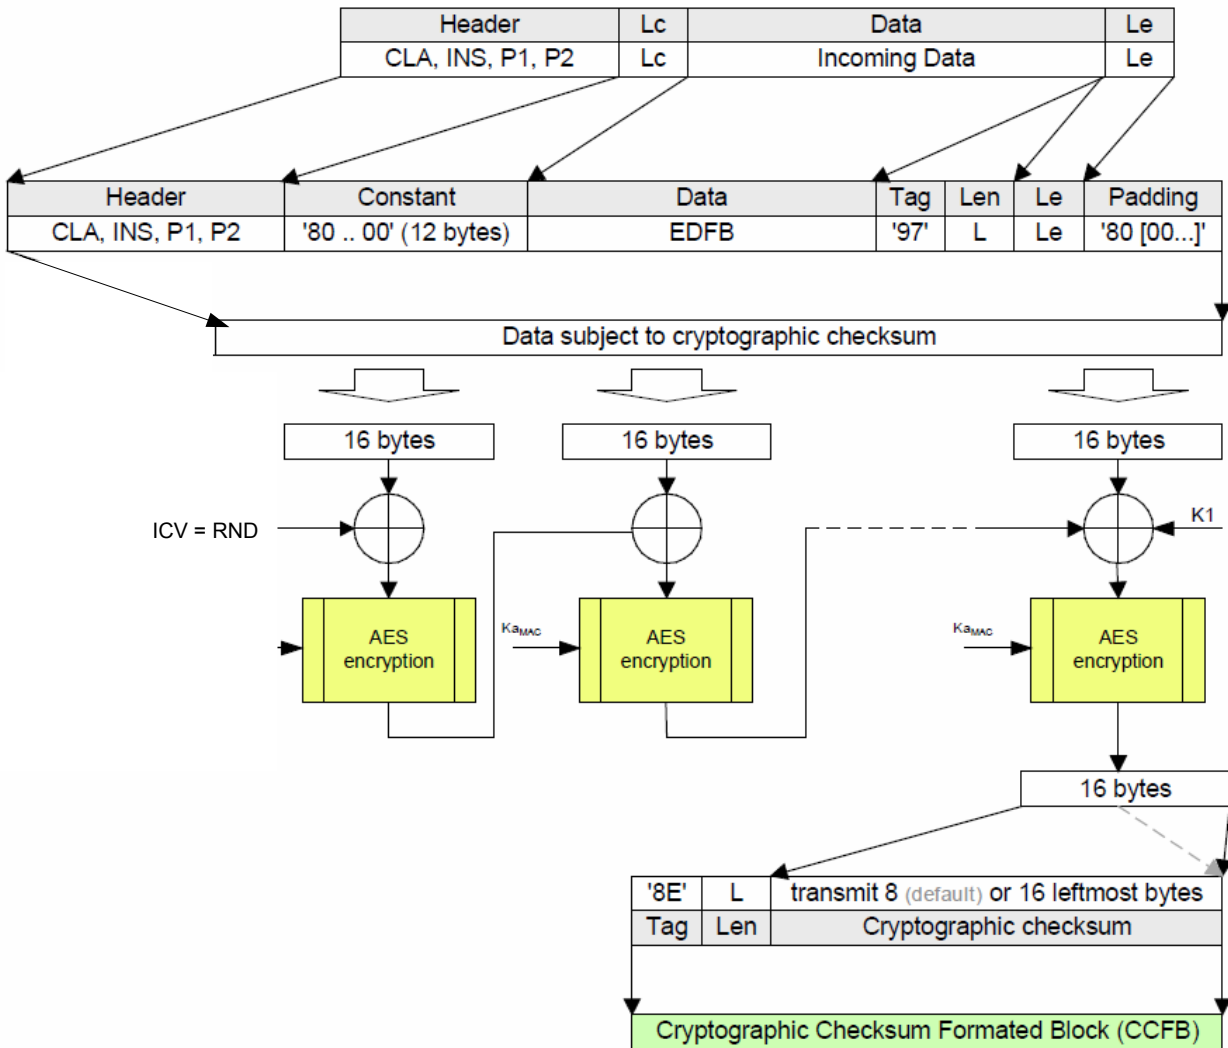 Header Lc Data Le
CLA, INS, P1, P2 Lc Incoming Data Le
Header Constant Data Tag Len Le Padding
CLA, INS, P1, P2 '80 .. 00' (12 bytes) EDFB '97' L Le '80 [00...]'
Data subject to cryptographic checksum
16 bytes 16 bytes 16 bytes
ICV = RND K1
AES encryption KaMAC AES encryption KaMAC AES encryption
16 bytes
'8E' L transmit 8 (default) or 16 leftmost bytes
Tag Len Cryptographic checksum
Cryptographic Checksum Formated Block (CCFB)